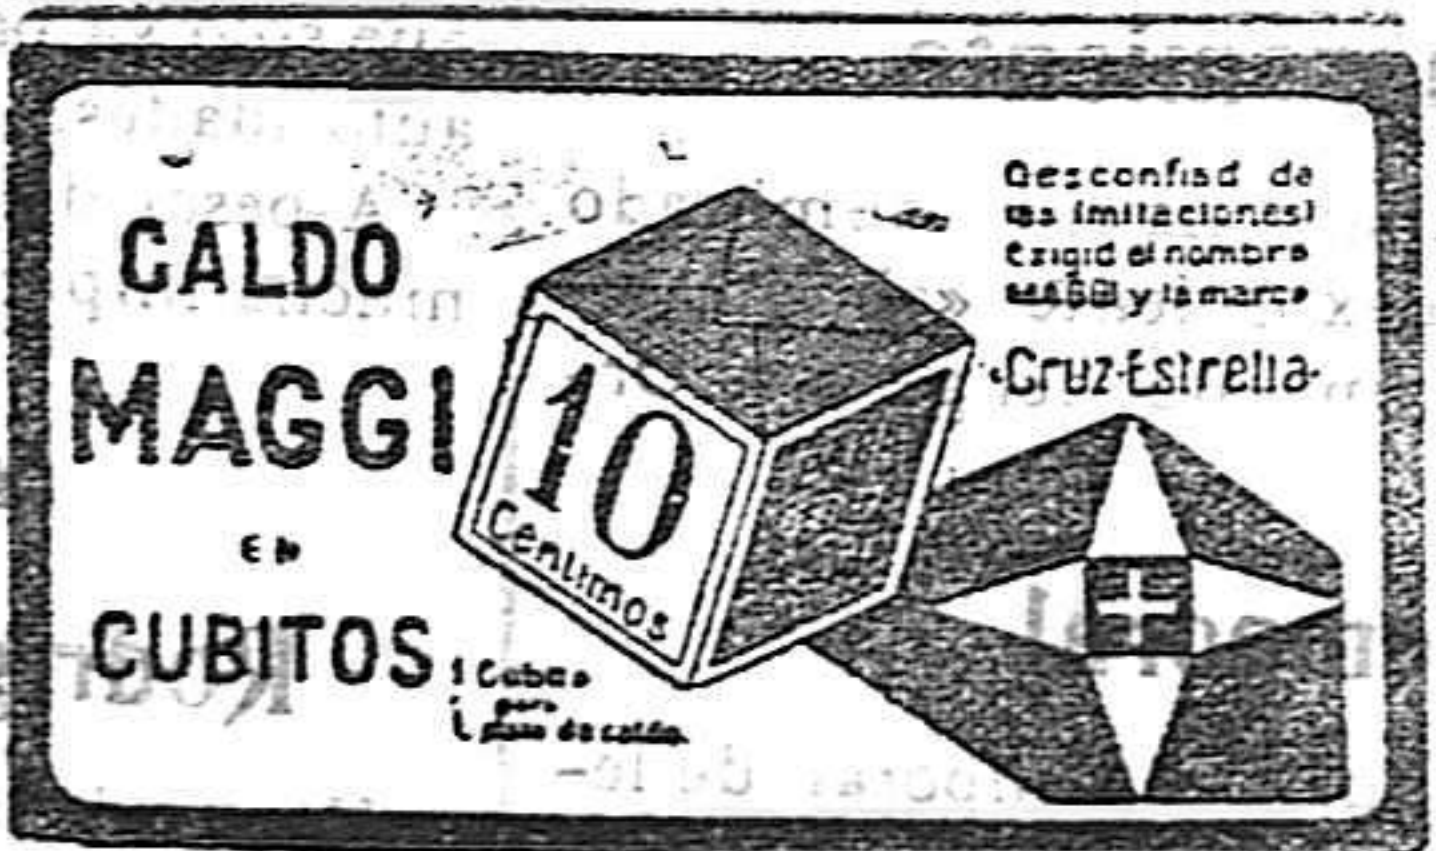 CALDO
MAGGI
EN
CUBITOS
10
Centimos
1 Cubito
para
1 plato de caldo.
Desconfiad de
las imitaciones!
Exigid el nombre
MAGGI y la marca
«Cruz-Estrella»